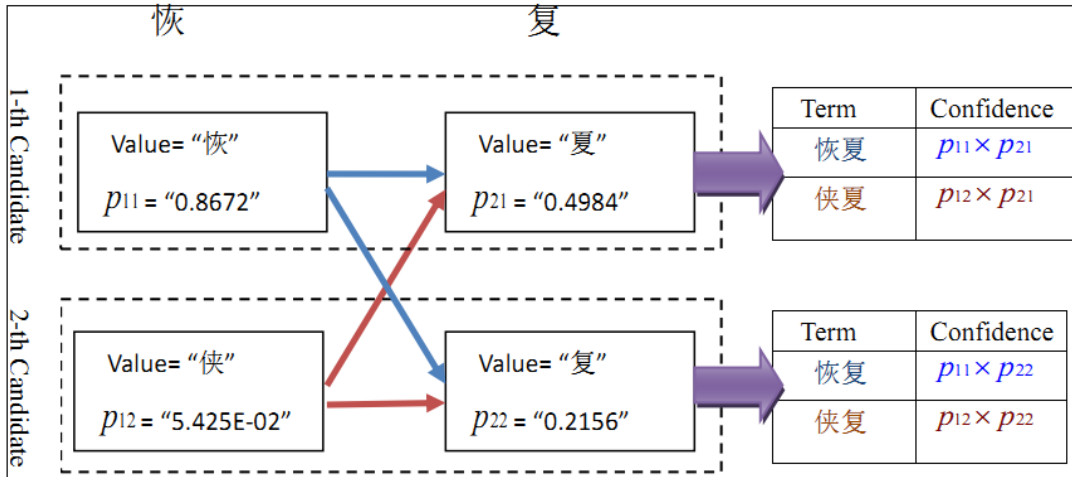 恢 复
1-th Candidate
Value= “恢”
p11 = “0.8672”
Value= “夏”
p21 = “0.4984”
Term Confidence
恢夏 p11 × p21
侠夏 p12 × p21
2-th Candidate
Value= “侠”
p12 = “5.425E-02”
Value= “复”
p22 = “0.2156”
Term Confidence
恢复 p11 × p22
侠复 p12 × p22